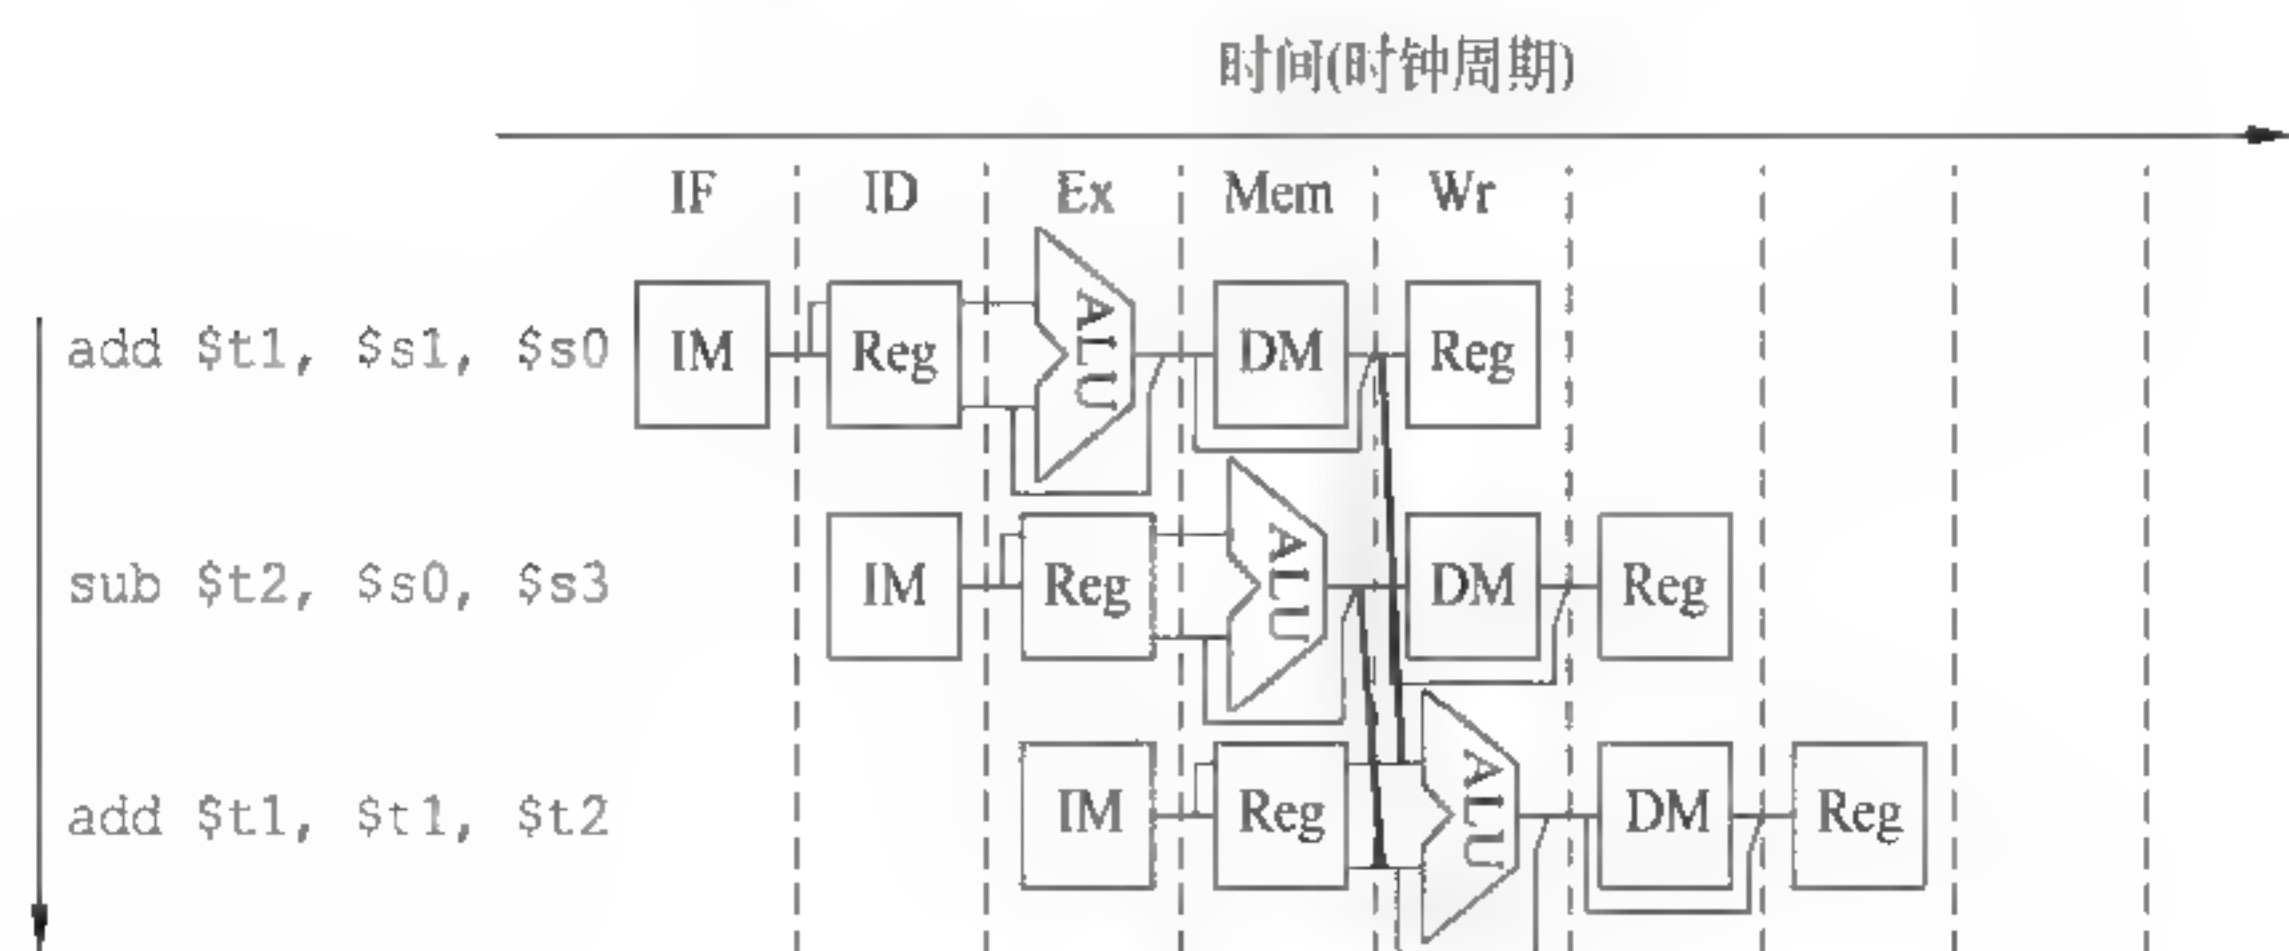 时间(时钟周期)
IF ID Ex Mem Wr
add $t1, $s1, $s0 IM Reg ALU DM Reg
sub $t2, $s0, $s3 IM Reg ALU DM Reg
add $t1, $t1, $t2 IM Reg ALU DM Reg